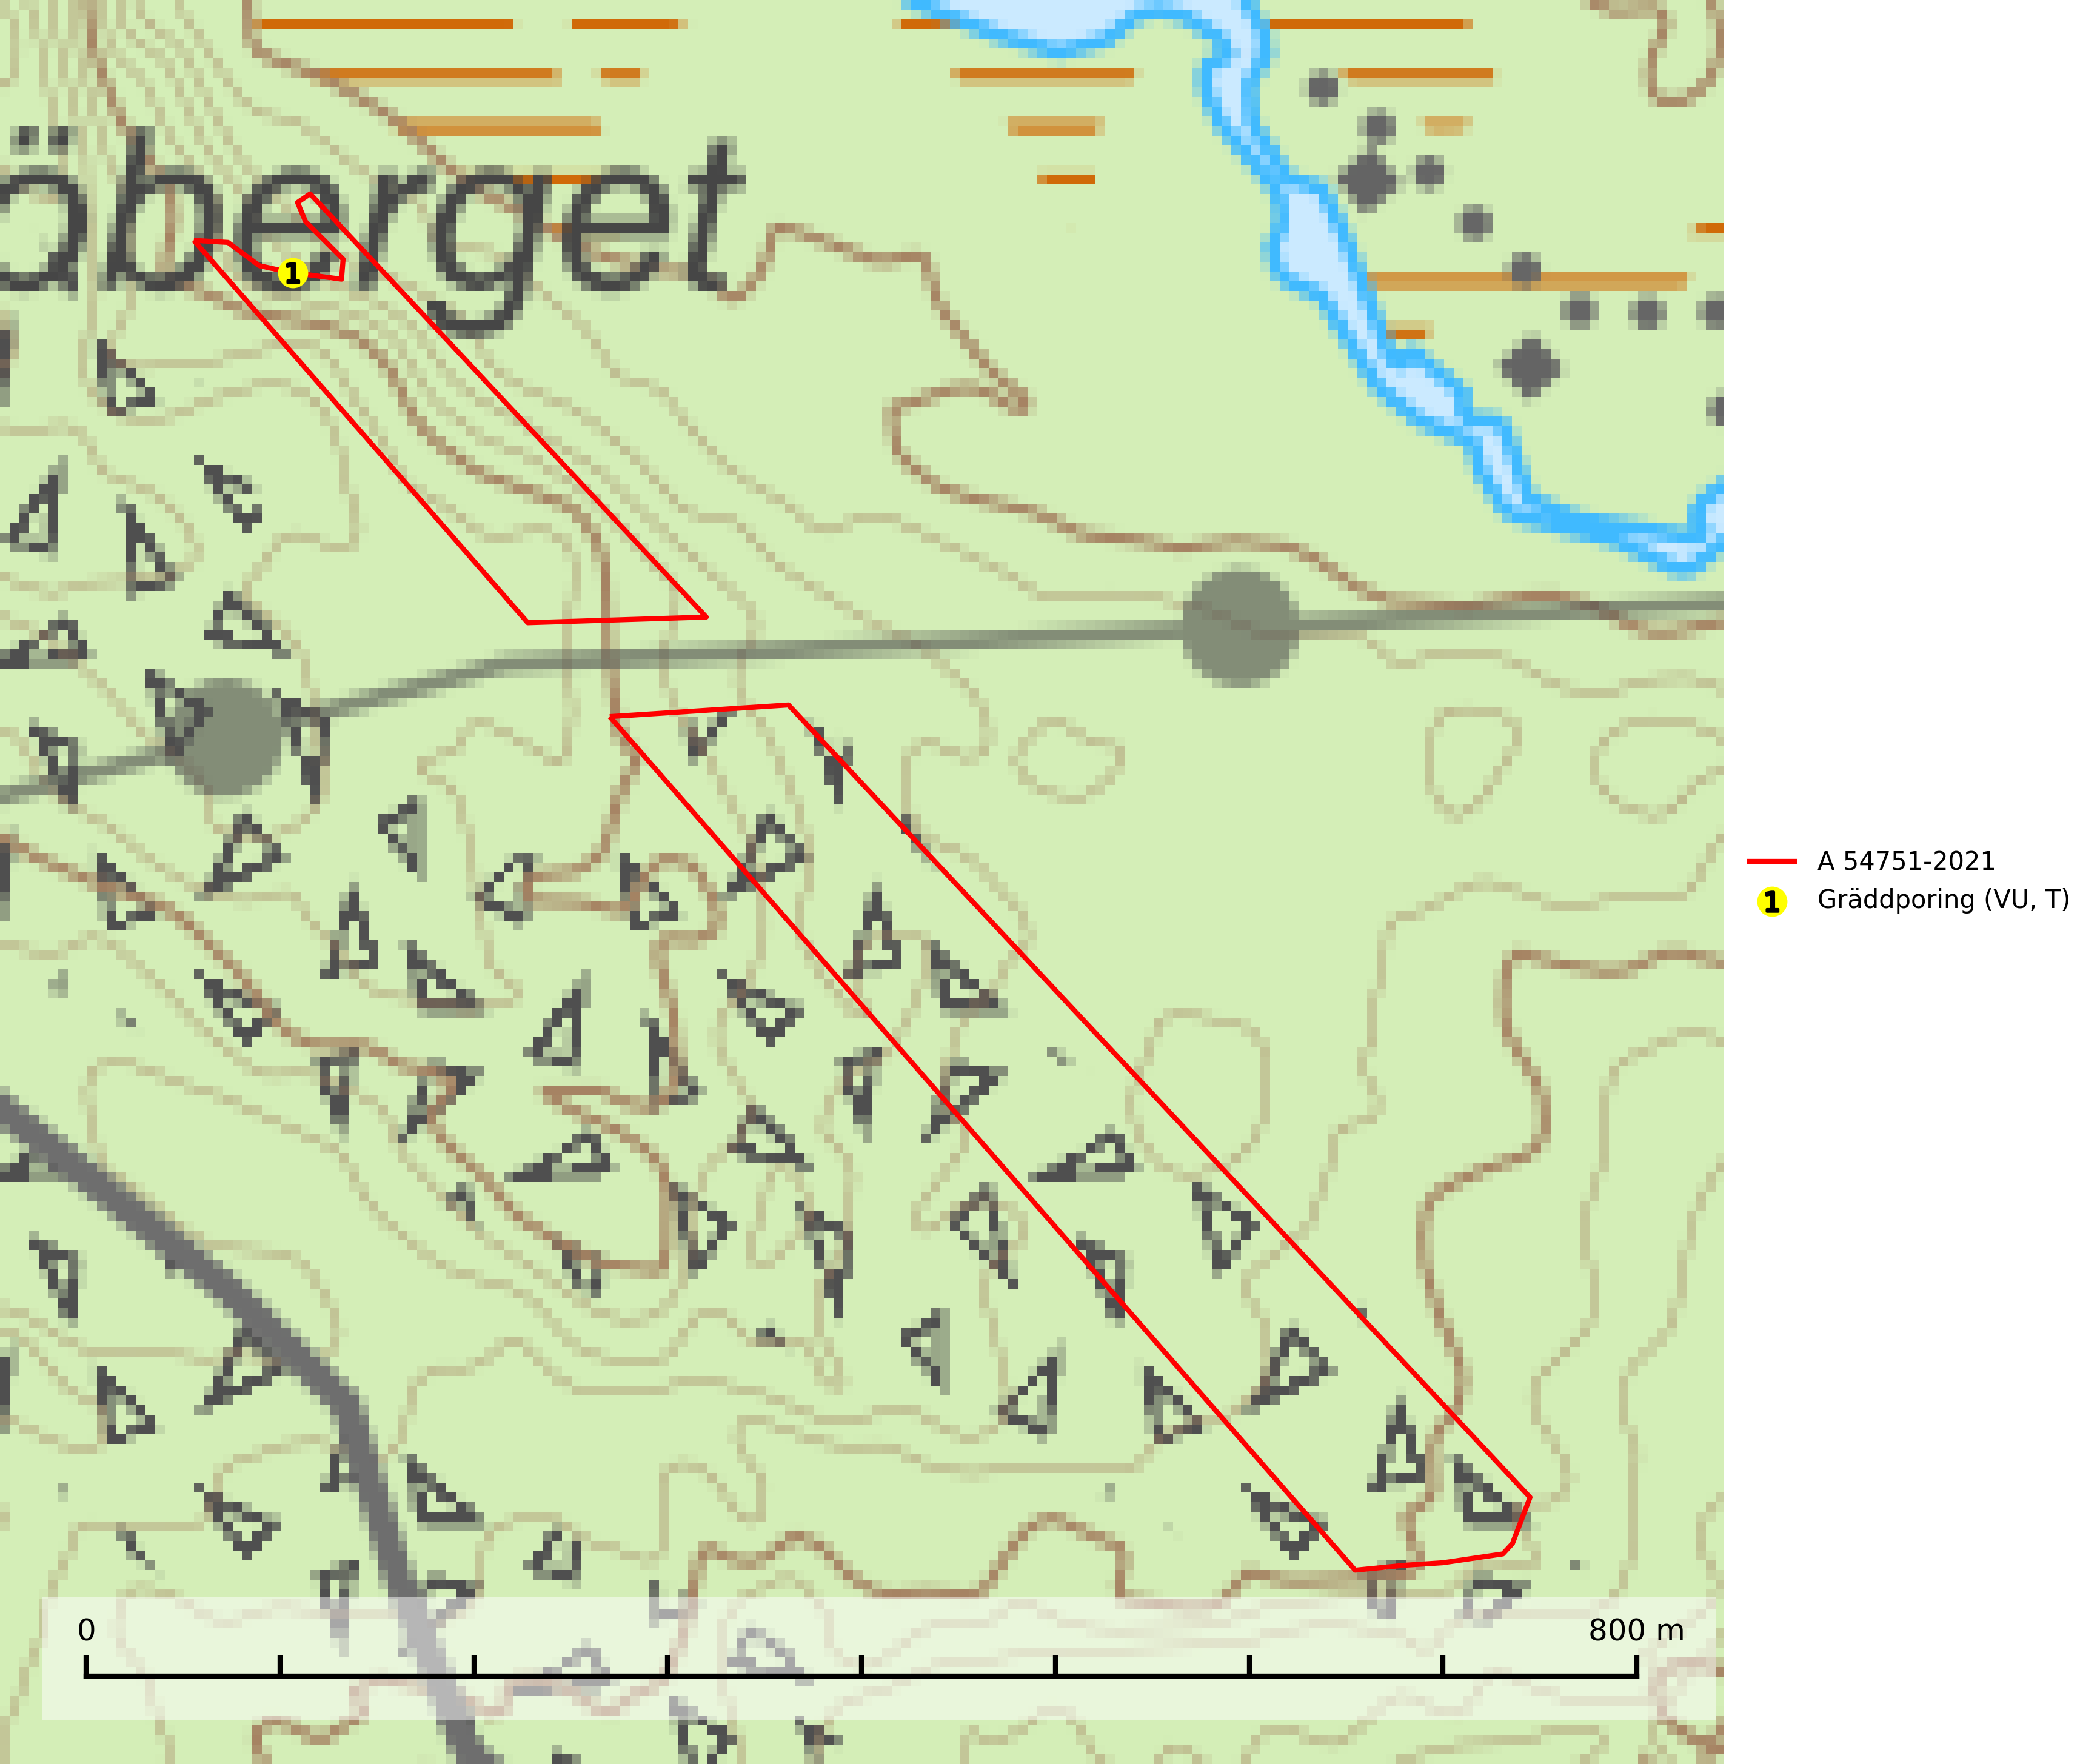 öberget
1
A 54751-2021
1 Gräddporing (VU, T)
0 800 m